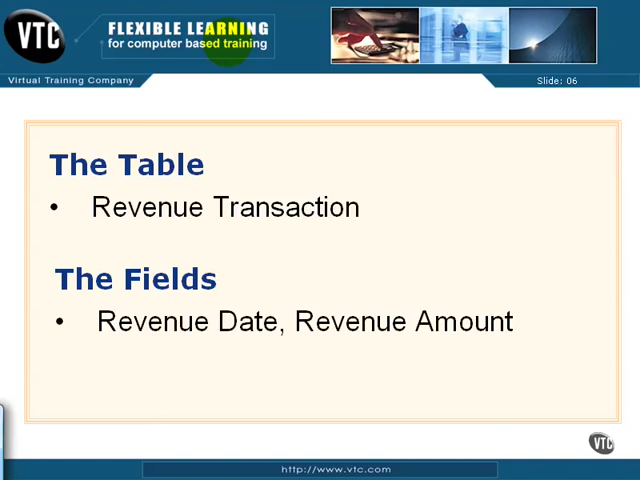 VTC
FLEXIBLE LEARNING
for computer based training
Virtual Training Company
Slide: 06
The Table
• Revenue Transaction
The Fields
• Revenue Date, Revenue Amount
VTC
http://www.vtc.com